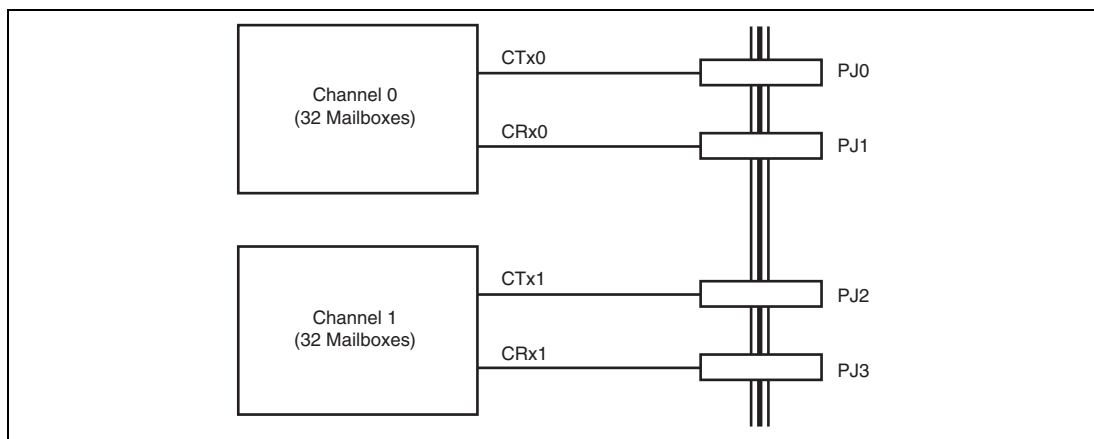 CTx0
PJ0
Channel 0
(32 Mailboxes)
CRx0
PJ1
CTx1
PJ2
Channel 1
(32 Mailboxes)
CRx1
PJ3